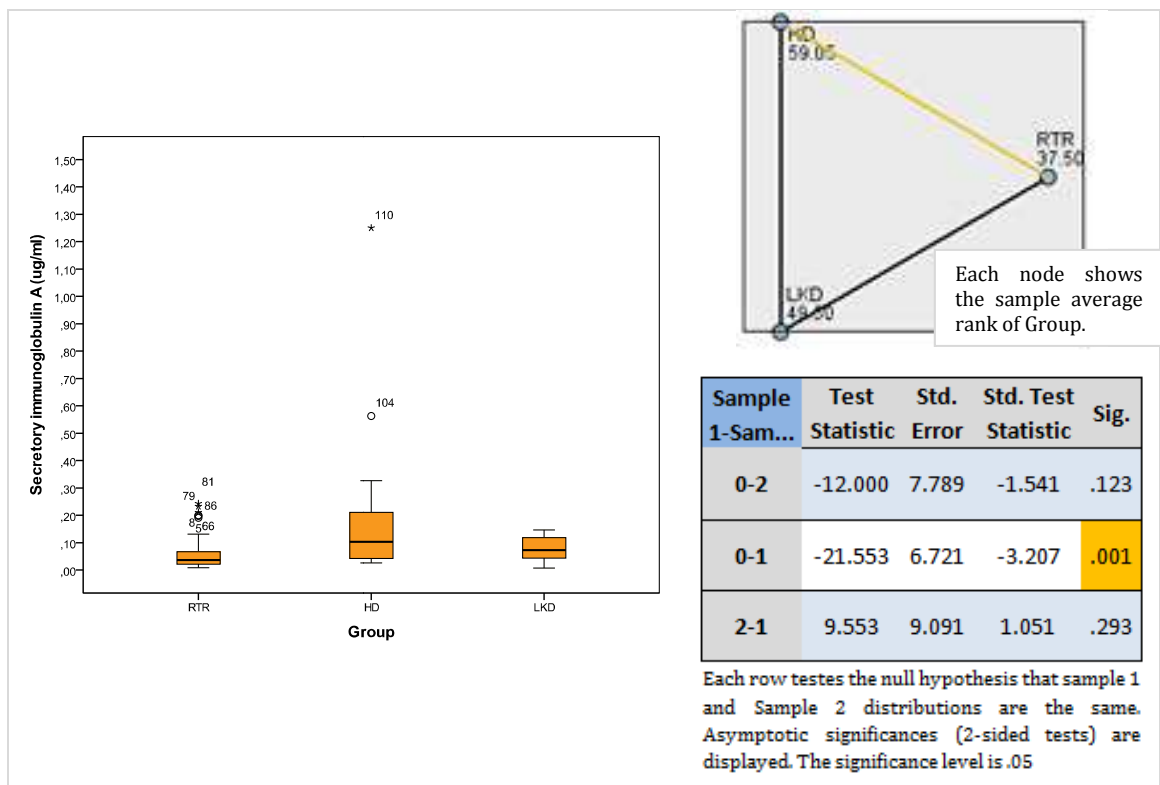 Secretory immunoglobulin A (ug/ml)
1,50
1,40
1,30
1,20
1,10
1,00
,90
,80
,70
,60
,50
,40
,30
,20
,10
,00
81
79
86
8
5 66
110
104
RTR
HD
LKD
Group
HD
59.05
RTR
37.50
LKD
49.50
Each node shows
the sample average
rank of Group.
Sample 1-Sam... Test Statistic Std. Error Std. Test Statistic Sig.
0-2 -12.000 7.789 -1.541 .123
0-1 -21.553 6.721 -3.207 .001
2-1 9.553 9.091 1.051 .293
Each row testes the null hypothesis that sample 1
and Sample 2 distributions are the same.
Asymptotic significances (2-sided tests) are
displayed. The significance level is .05